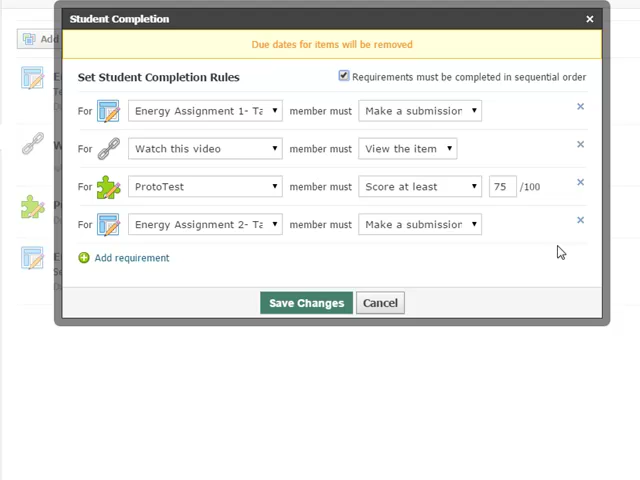 Student Completion ×
Due dates for items will be removed
Add
Set Student Completion Rules Requirements must be completed in sequential order
For Energy Assignment 1- Ta member must Make a submission
For Watch this video member must View the item
For ProtoTest member must Score at least 75 /100
For Energy Assignment 2- Ta member must Make a submission
Add requirement
Save Changes Cancel